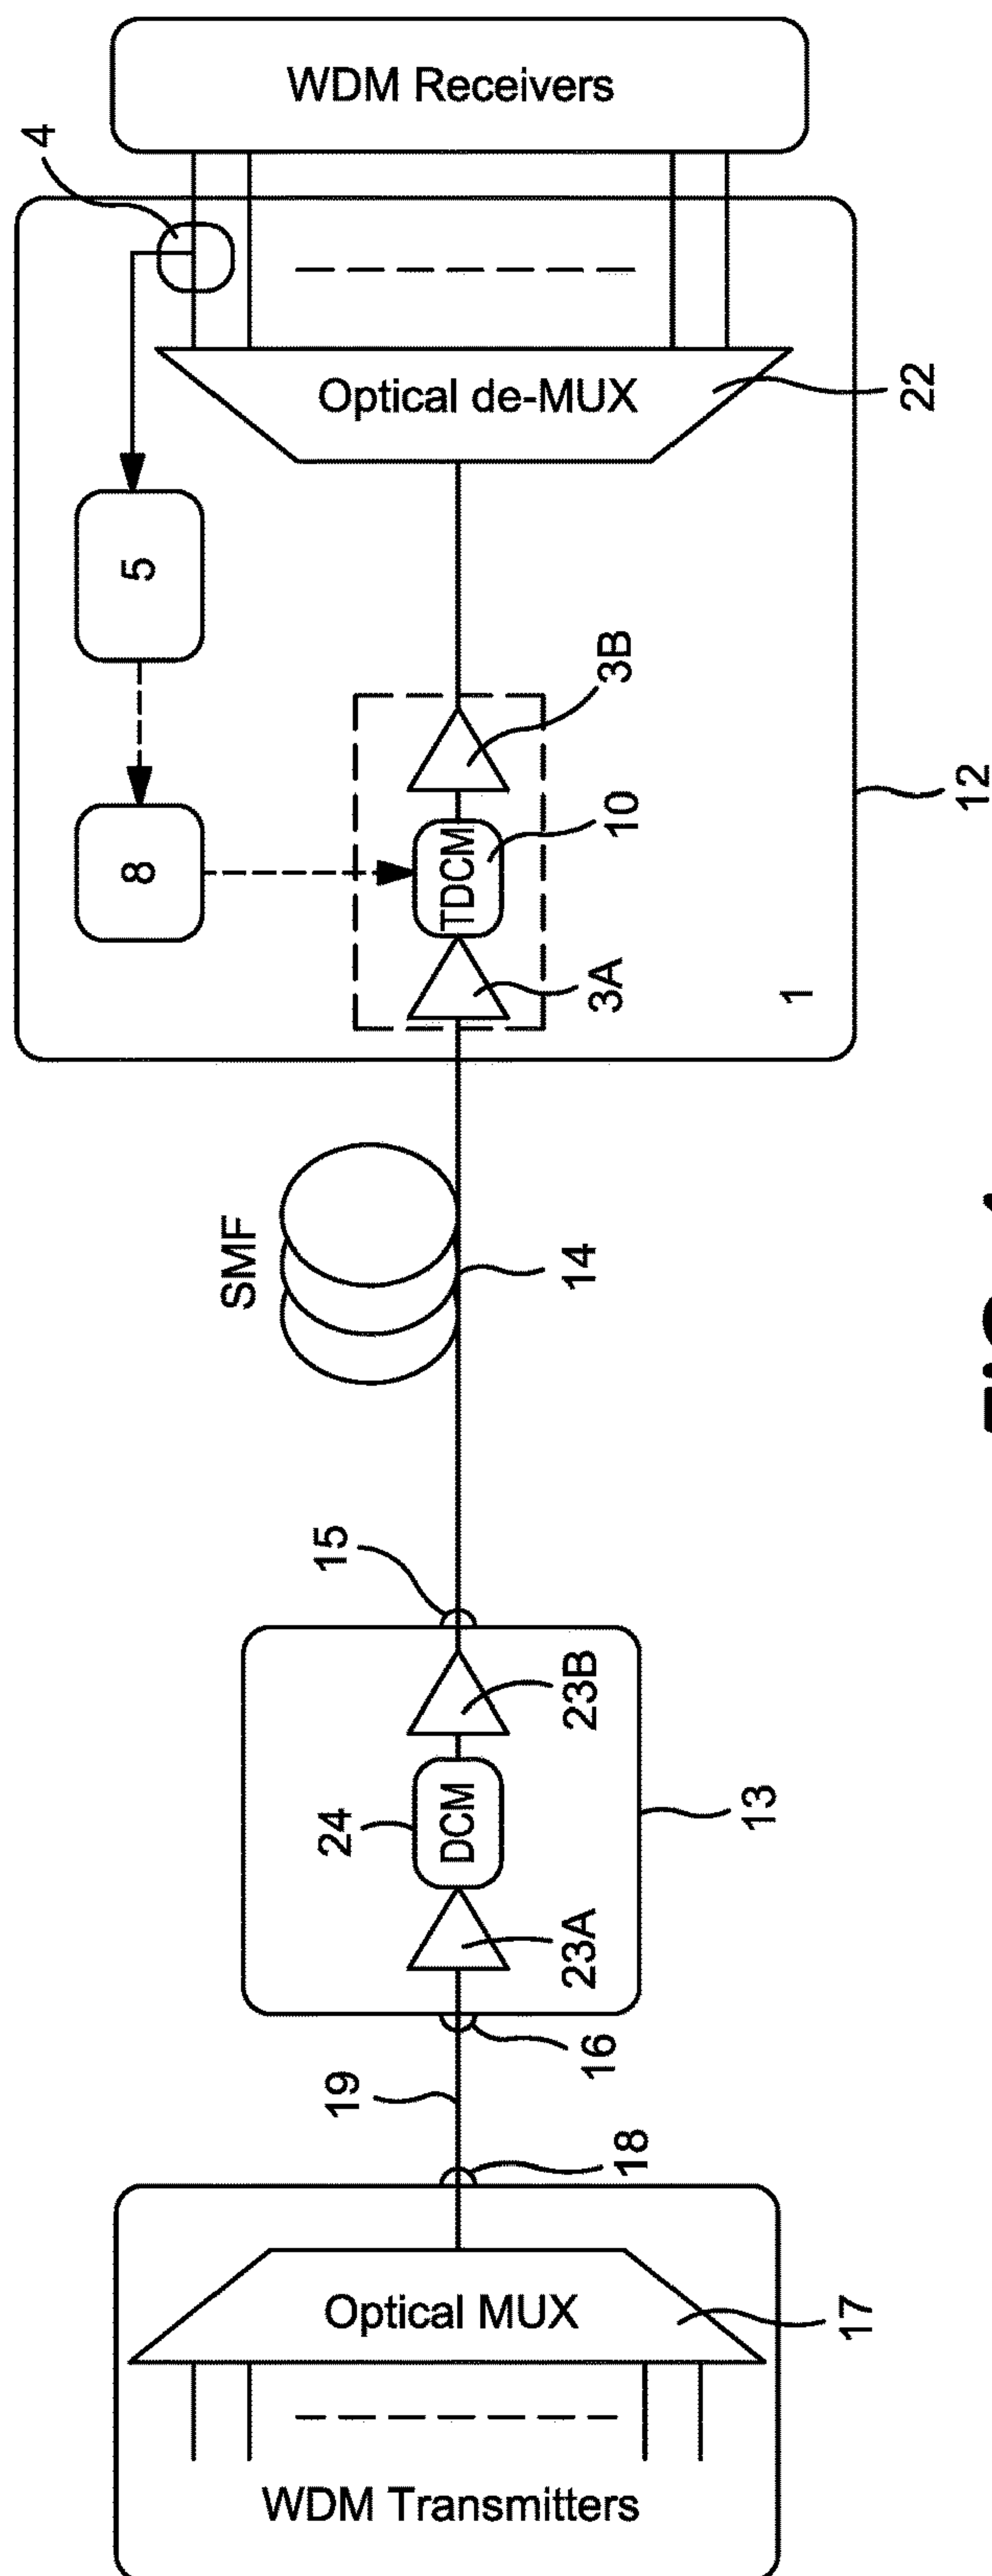 WDM Transmitters
Optical MUX
17
18
19
16
23A
24
DCM
23B
13
15
SMF
14
1
3A
TDCM
10
3B
8
5
4
Optical de-MUX
22
12
WDM Receivers